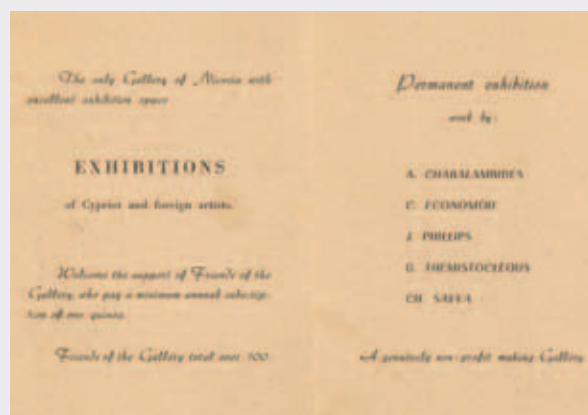 The only Gallery of Nicosia with
excellent exhibition space
EXHIBITIONS
of Cypriot and foreign artists.
Welcome the support of Friends of the
Gallery, who pay a minimum annual subscrip-
tion of one guinea.
Friends of the Gallery total over 100
Permanent exhibition
work by:
A. CHARALAMBIDES
C. ECONOMOU
J. PHILLIPS
G. THEMISTOCLEOUS
CH. SAVVA
A genuinely non-profit making Gallery